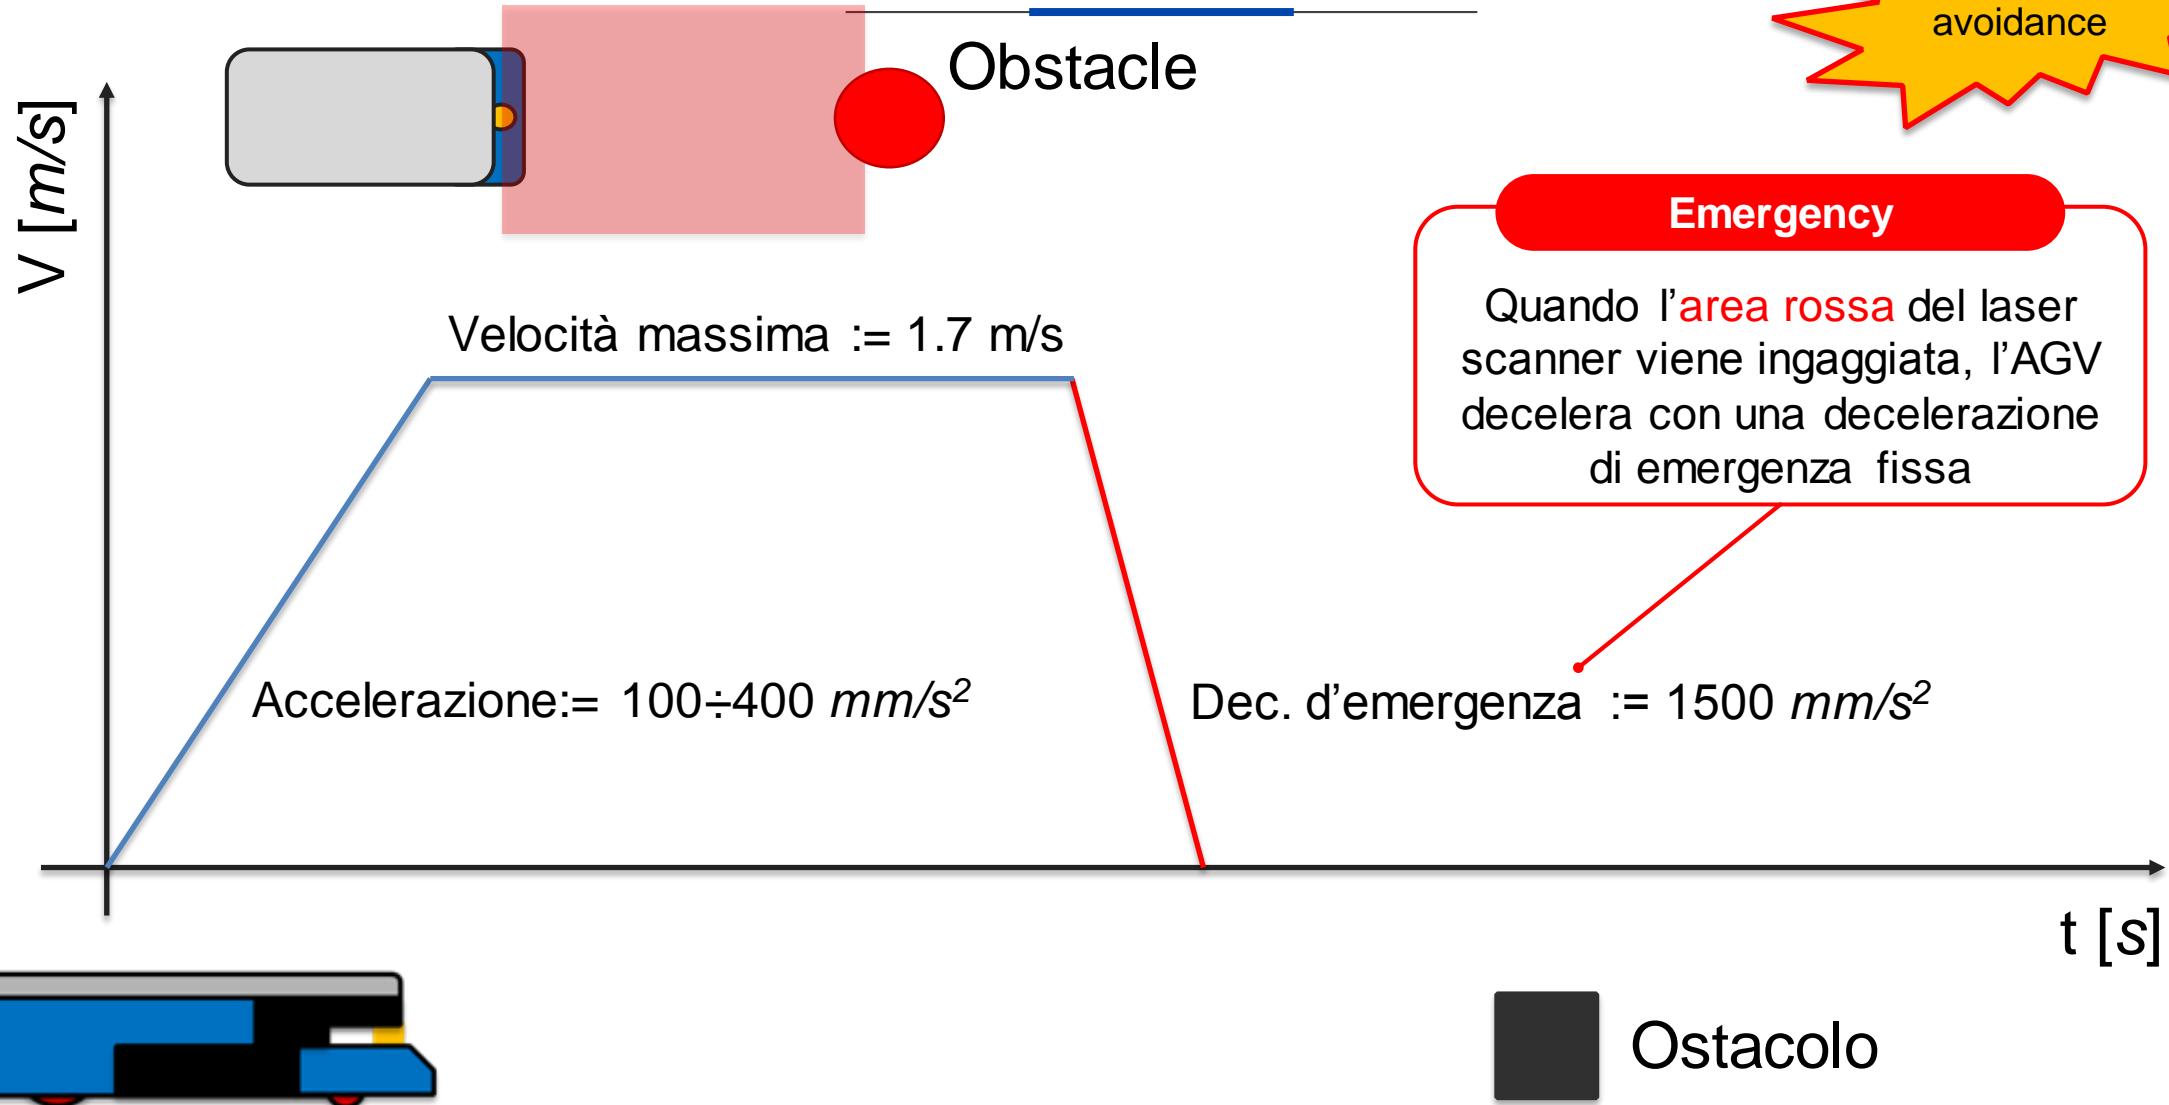 avoidance
Obstacle
V [m/s]
Emergency
Quando l’area rossa del laser
scanner viene ingaggiata, l’AGV
decelera con una decelerazione
di emergenza fissa
Velocità massima := 1.7 m/s
Accelerazione:= 100÷400 mm/s²
Dec. d’emergenza := 1500 mm/s²
t [s]
Ostacolo